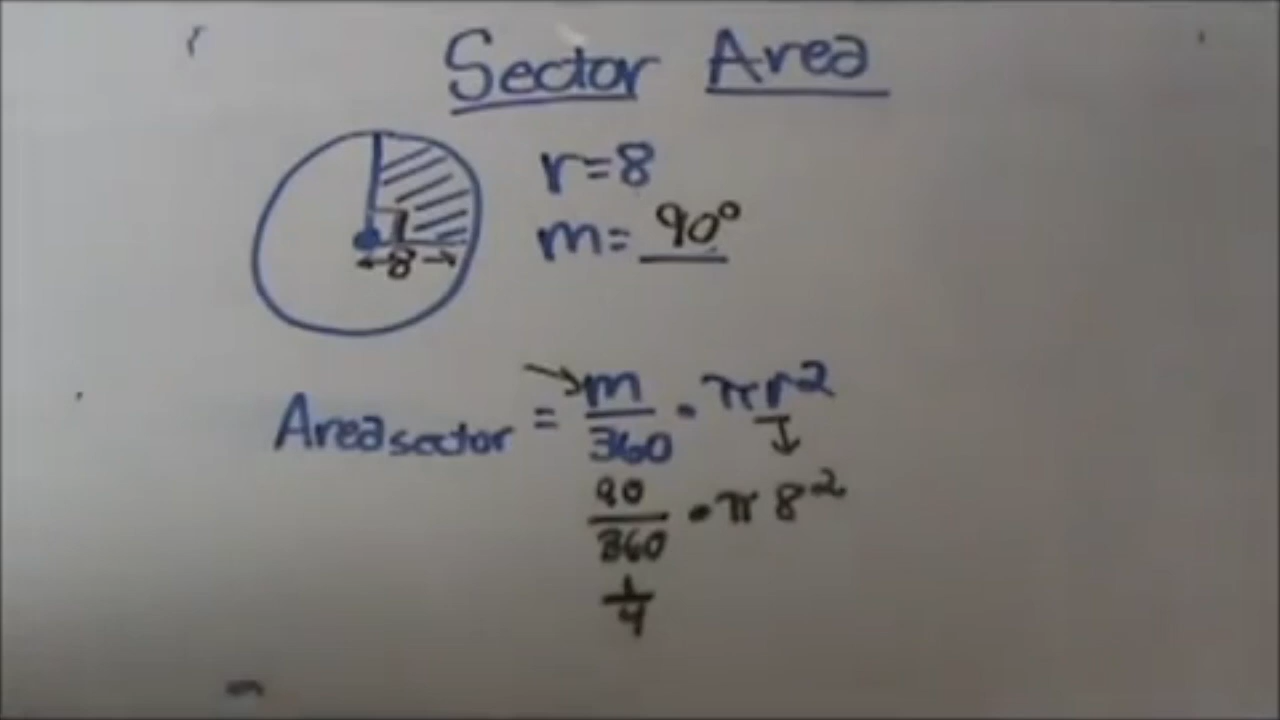 Sector Area
r=8
m= 90°
8
Area sector = m/360 • πr²
90/360 • π 8²
1/4